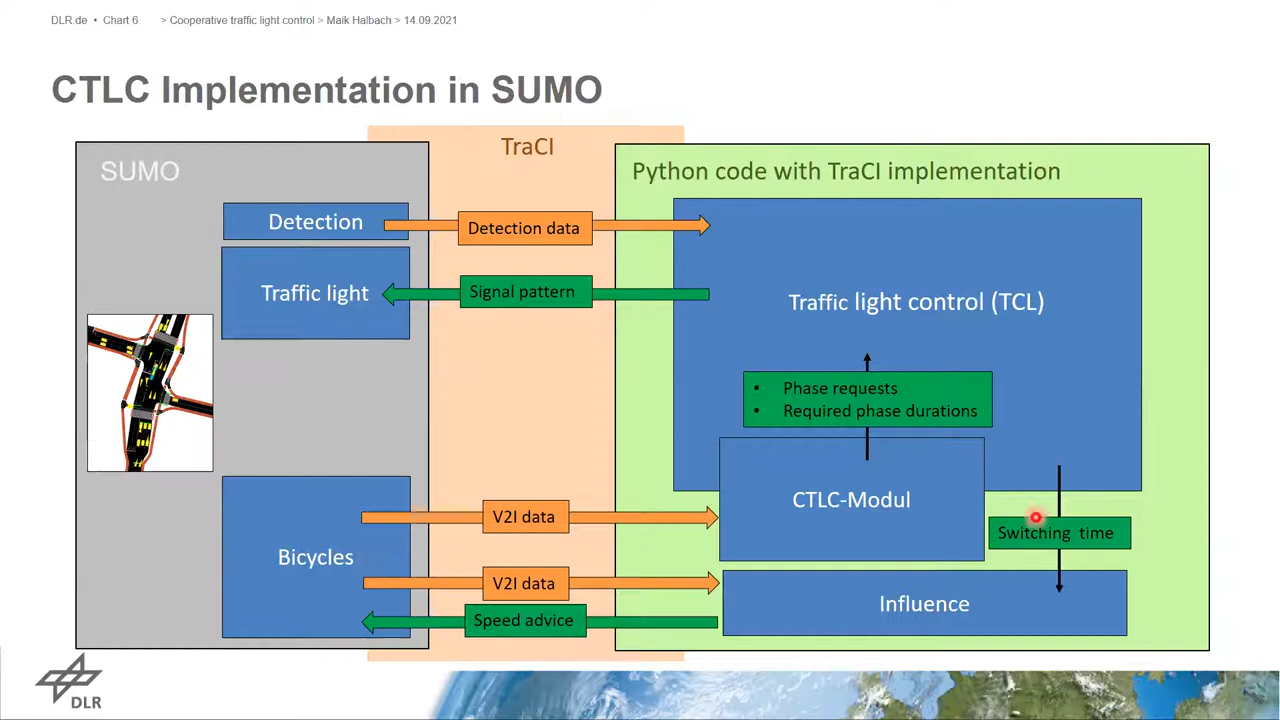 DLR.de • Chart 6 > Cooperative traffic light control > Maik Halbach > 14.09.2021
CTLC Implementation in SUMO
SUMO
TraCI
Python code with TraCI implementation
Detection
Detection data
Traffic light
Signal pattern
Traffic light control (TCL)
• Phase requests
• Required phase durations
CTLC-Modul
V2I data
Switching time
Bicycles
V2I data
Influence
Speed advice
DLR